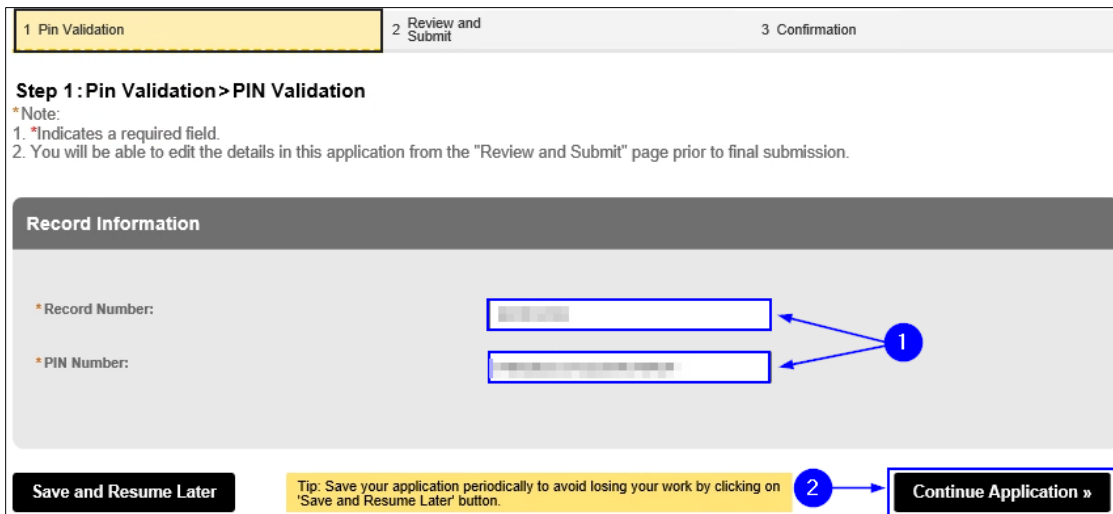 1 Pin Validation
2 Review and
Submit
3 Confirmation
Step 1:Pin Validation>PIN Validation
*Note:
1. *Indicates a required field.
2. You will be able to edit the details in this application from the "Review and Submit" page prior to final submission.
Record Information
*Record Number:
1
*PIN Number:
Save and Resume Later
Tip: Save your application periodically to avoid losing your work by clicking on
'Save and Resume Later' button.
2
Continue Application »